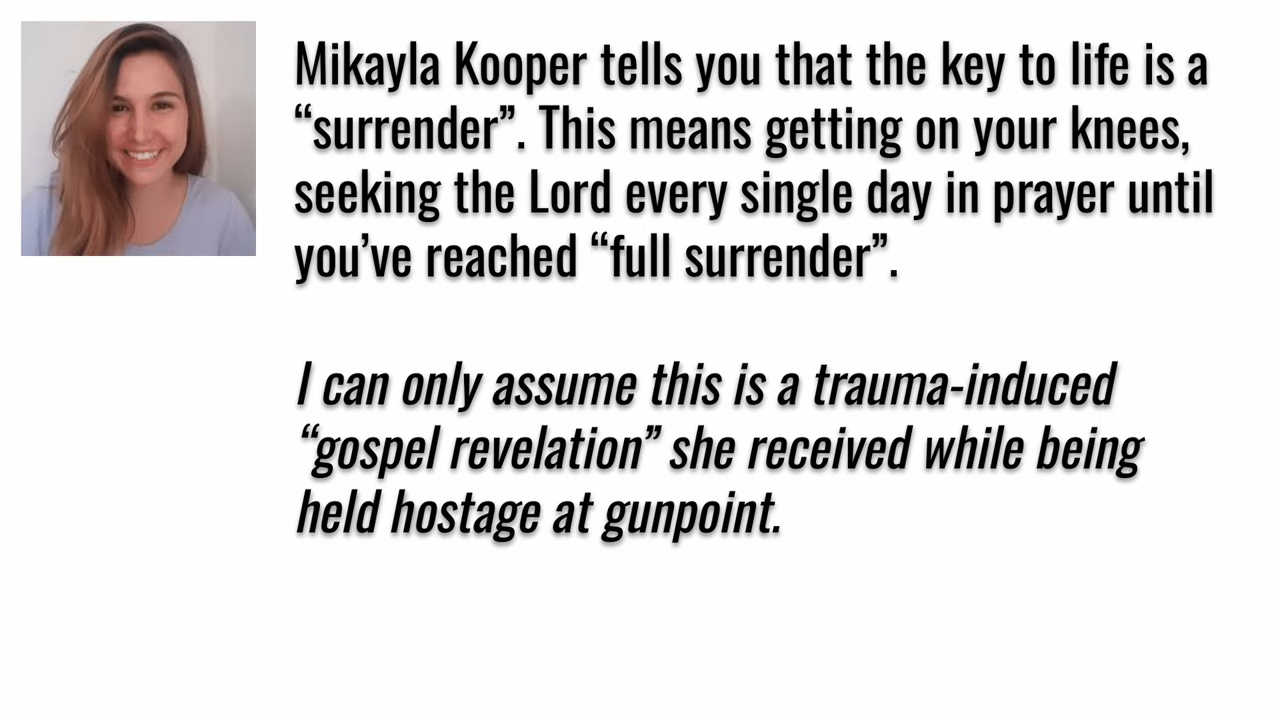 Mikayla Kooper tells you that the key to life is a
“surrender”. This means getting on your knees,
seeking the Lord every single day in prayer until
you’ve reached “full surrender”.
I can only assume this is a trauma-induced
“gospel revelation” she received while being
held hostage at gunpoint.